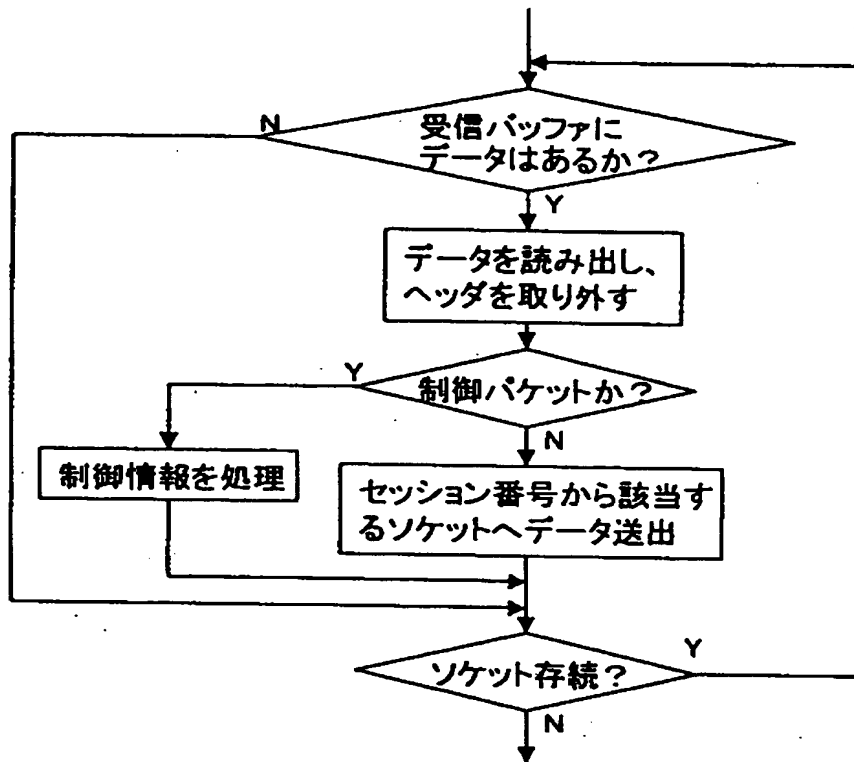 N
受信バッファに
データはあるか?
Y
データを読み出し、
ヘッダを取り外す
Y
制御パケットか?
N
制御情報を処理
セッション番号から該当す
るソケットへデータ送出
Y
ソケット存続?
N